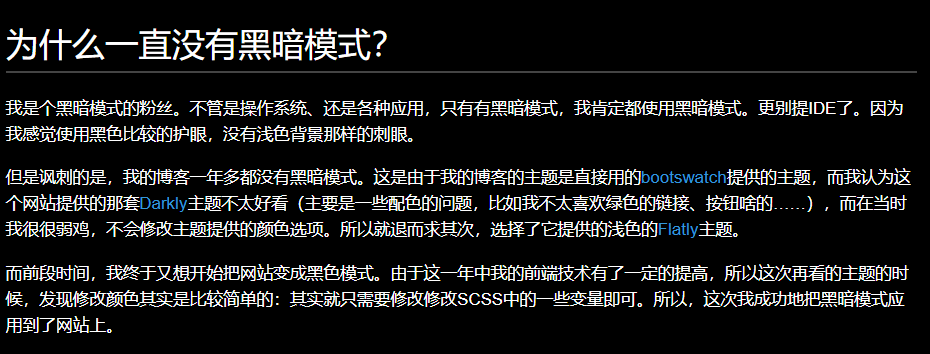 为什么一直没有黑暗模式？
我是个黑暗模式的粉丝。不管是操作系统、还是各种应用，只有有黑暗模式，我肯定都使用黑暗模式。更别提IDE了。因为
我感觉使用黑色比较的护眼，没有浅色背景那样的刺眼。
但是讽刺的是，我的博客一年多都没有黑暗模式。这是由于我的博客的主题是直接用的bootswatch提供的主题，而我认为这
个网站提供的那套Darkly主题不太好看（主要是一些配色的问题，比如我不太喜欢绿色的链接、按钮啥的……），而在当时
我很很弱鸡，不会修改主题提供的颜色选项。所以就退而求其次，选择了它提供的浅色的Flatly主题。
而前段时间，我终于又想开始把网站变成黑色模式。由于这一年中我的前端技术有了一定的提高，所以这次再看的主题的时
候，发现修改颜色其实是比较简单的：其实就只需要修改修改SCSS中的一些变量即可。所以，这次我成功地把黑暗模式应
用到了网站上。